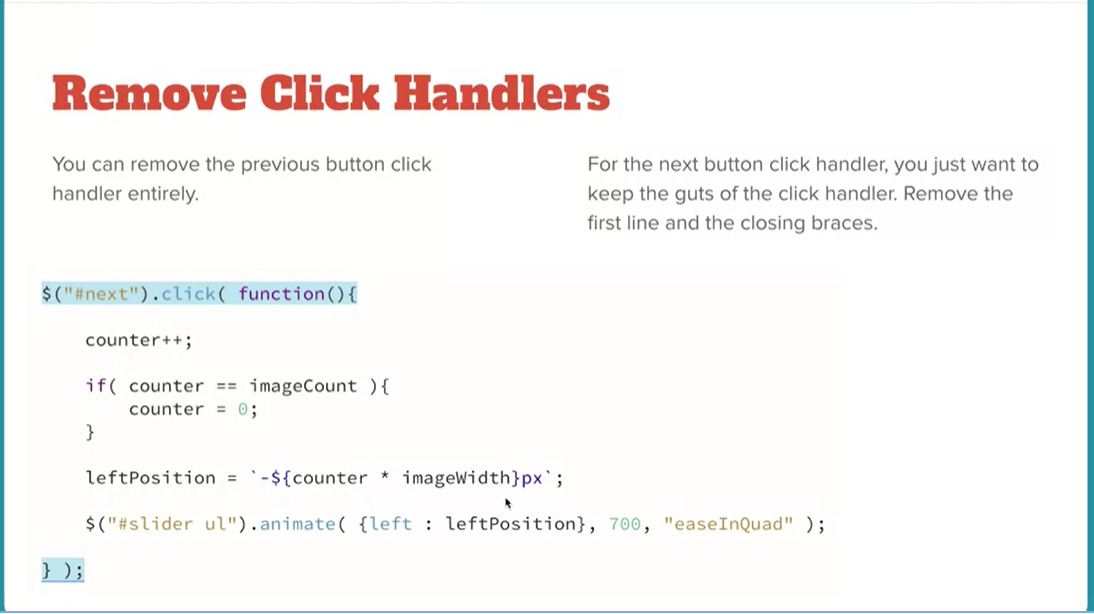 Remove Click Handlers
You can remove the previous button click
handler entirely.
For the next button click handler, you just want to
keep the guts of the click handler. Remove the
first line and the closing braces.
$("#next").click( function(){
counter++;
if( counter == imageCount ){
counter = 0;
}
leftPosition = `-${counter * imageWidth}px`;
$("#slider ul").animate( {left : leftPosition}, 700, "easeInQuad" );
} );